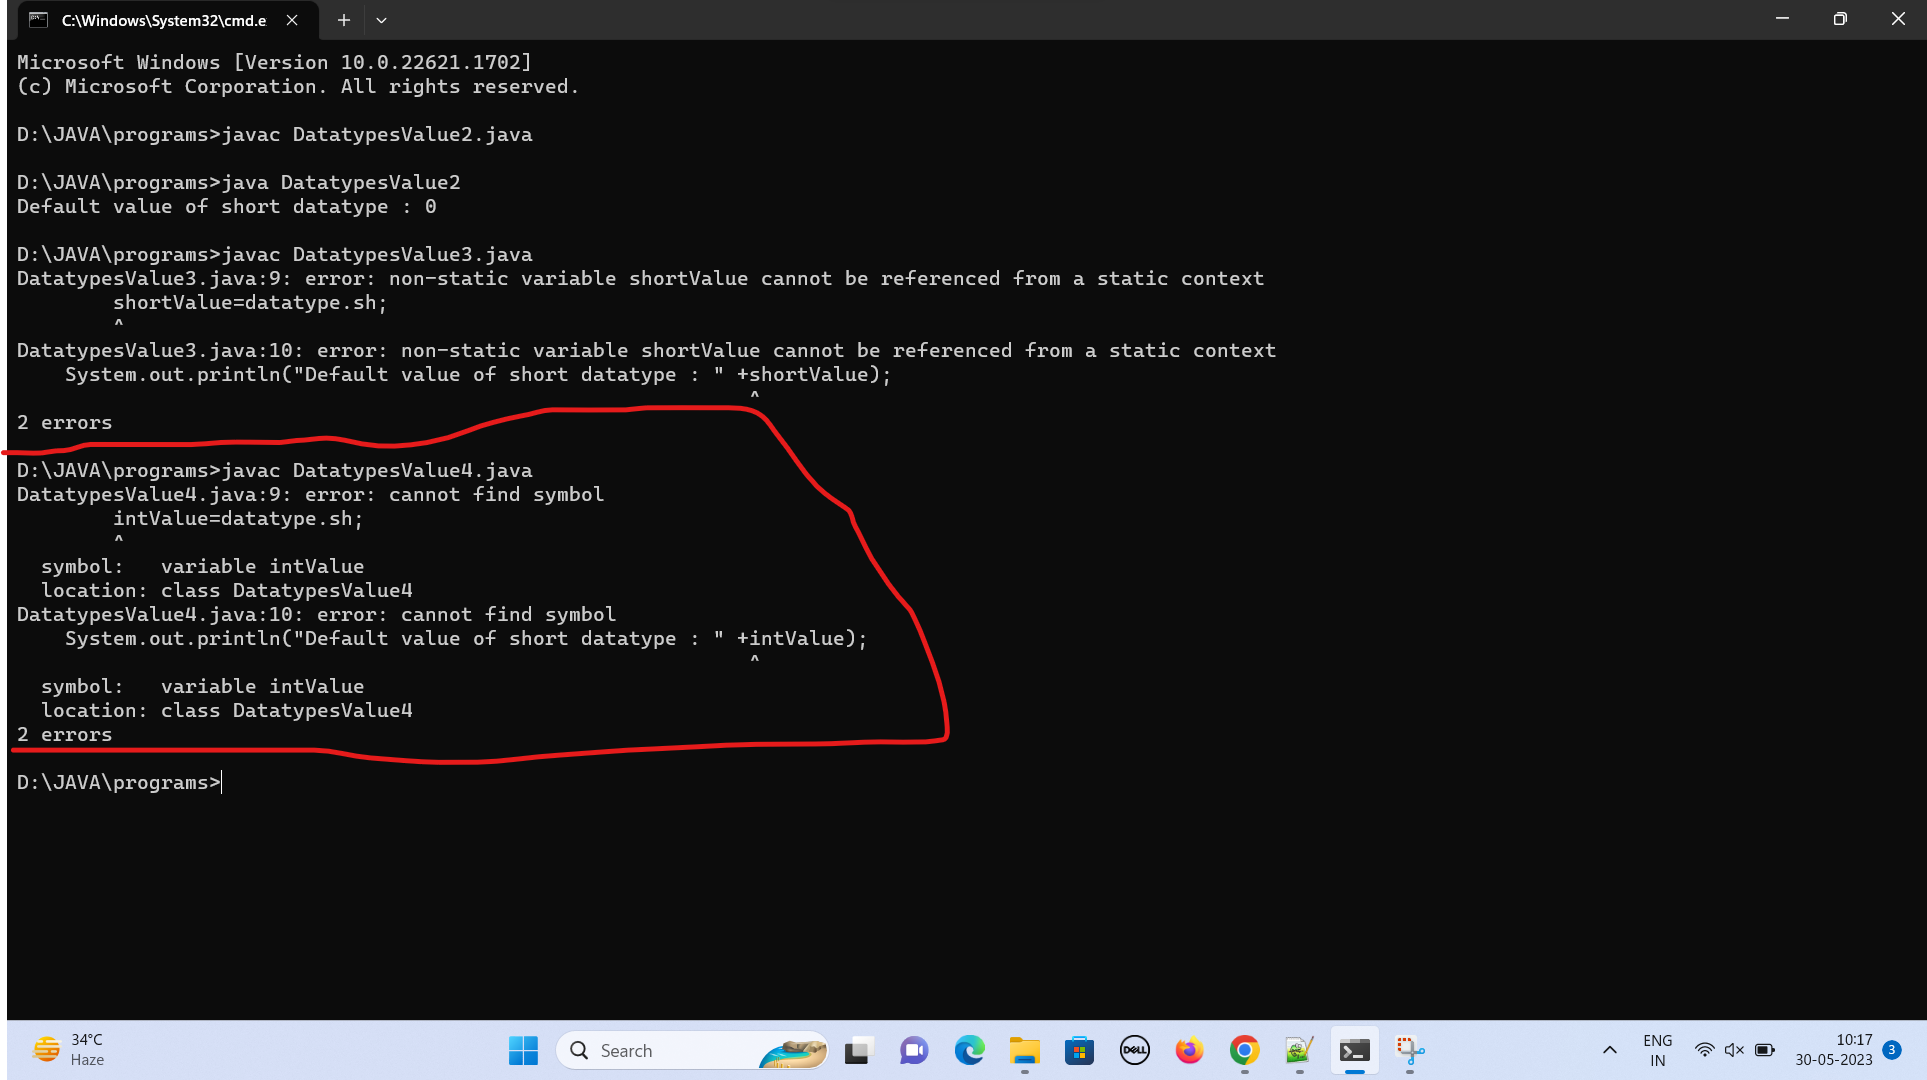 C:\Windows\System32\cmd.e
Microsoft Windows [Version 10.0.22621.1702]
(c) Microsoft Corporation. All rights reserved.
D:\JAVA\programs>javac DatatypesValue2.java
D:\JAVA\programs>java DatatypesValue2
Default value of short datatype : 0
D:\JAVA\programs>javac DatatypesValue3.java
DatatypesValue3.java:9: error: non-static variable shortValue cannot be referenced from a static context
        shortValue=datatype.sh;
        ^
DatatypesValue3.java:10: error: non-static variable shortValue cannot be referenced from a static context
    System.out.println("Default value of short datatype : " +shortValue);
                                                             ^
2 errors
D:\JAVA\programs>javac DatatypesValue4.java
DatatypesValue4.java:9: error: cannot find symbol
        intValue=datatype.sh;
        ^
  symbol:   variable intValue
  location: class DatatypesValue4
DatatypesValue4.java:10: error: cannot find symbol
    System.out.println("Default value of short datatype : " +intValue);
                                                             ^
  symbol:   variable intValue
  location: class DatatypesValue4
2 errors
D:\JAVA\programs>
34°C
Haze
Search
DELL
ENG
IN
10:17
30-05-2023
3